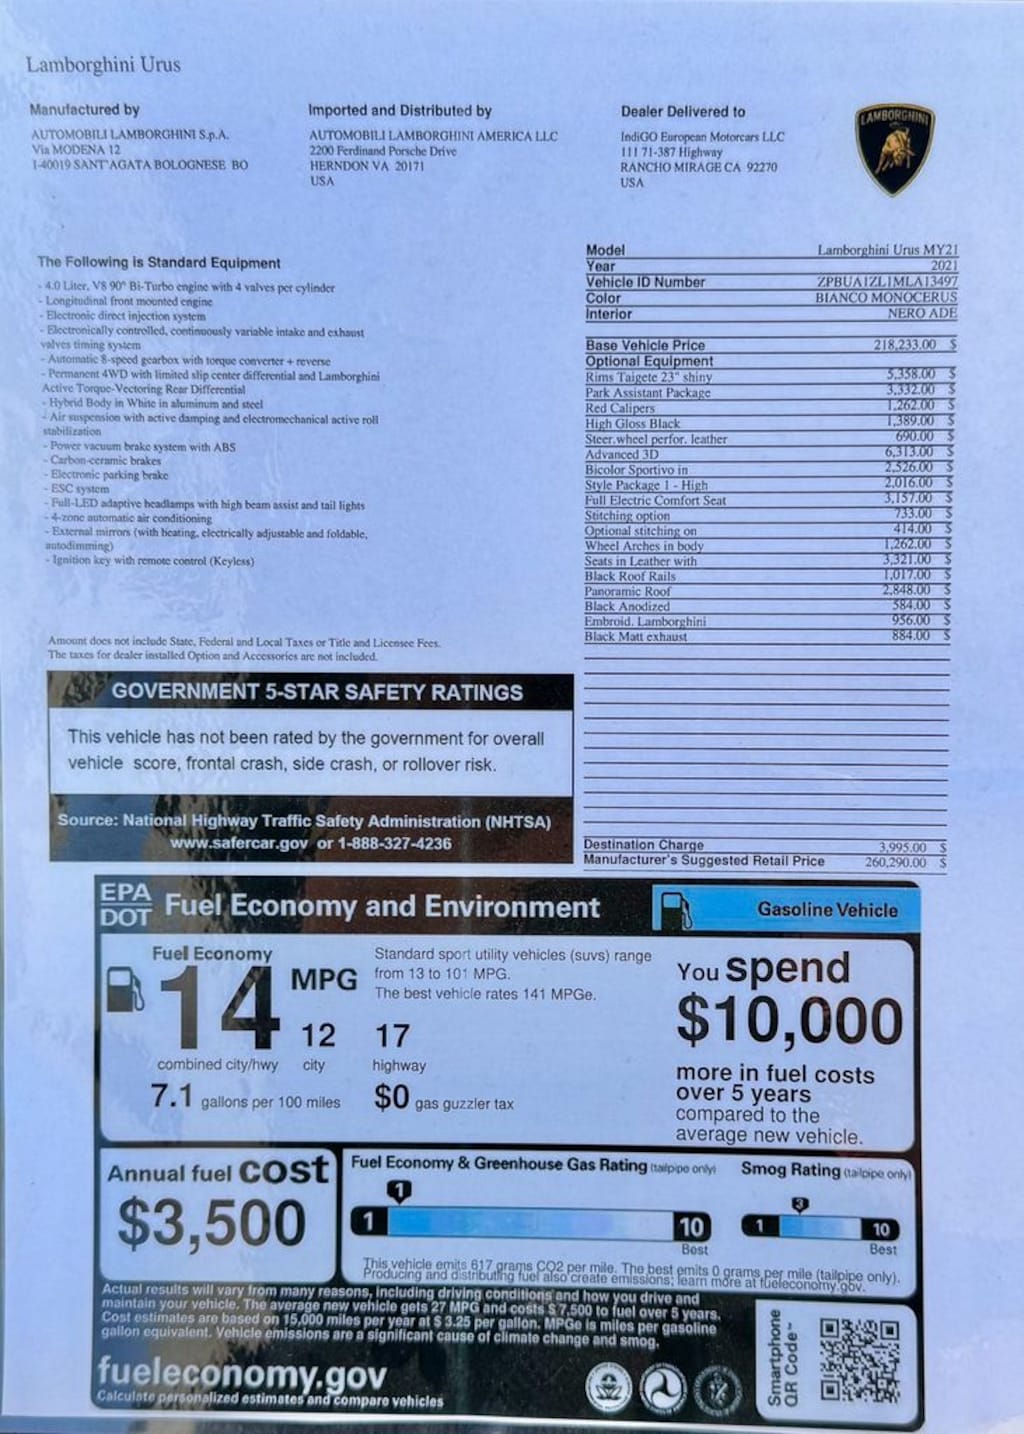 Lamborghini Urus
Manufactured by
AUTOMOBILI LAMBORGHINI S.p.A.
Via MODENA 12
I-40019 SANT'AGATA BOLOGNESE BO
Imported and Distributed by
AUTOMOBILI LAMBORGHINI AMERICA LLC
2200 Ferdinand Porsche Drive
HERNDON VA 20171
USA
Dealer Delivered to
IndiGO European Motorcars LLC
111 71-387 Highway
RANCHO MIRAGE CA 92270
USA
LAMBORGHINI
The Following is Standard Equipment
- 4.0 Liter, V8 90° Bi-Turbo engine with 4 valves per cylinder
- Longitudinal front mounted engine
- Electronic direct injection system
- Electronically controlled, continuously variable intake and exhaust
valves timing system
- Automatic 8-speed gearbox with torque converter + reverse
- Permanent 4WD with limited slip center differential and Lamborghini
Active Torque-Vectoring Rear Differential
- Hybrid Body in White in aluminum and steel
- Air suspension with active damping and electromechanical active roll
stabilization
- Power vacuum brake system with ABS
- Carbon-ceramic brakes
- Electronic parking brake
- ESC system
- Full-LED adaptive headlamps with high beam assist and tail lights
- 4-zone automatic air conditioning
- External mirrors (with heating, electrically adjustable and foldable,
autodimming)
- Ignition key with remote control (Keyless)
Amount does not include State, Federal and Local Taxes or Title and Licensee Fees.
The taxes for dealer installed Option and Accessories are not included.
Model Lamborghini Urus MY21
Year 2021
Vehicle ID Number ZPBUA1ZL1MLA13497
Color BIANCO MONOCERUS
Interior NERO ADE
Base Vehicle Price 218,233.00 $
Optional Equipment
Rims Taigete 23" shiny 5,358.00 $
Park Assistant Package 3,332.00 $
Red Calipers 1,262.00 $
High Gloss Black 1,389.00 $
Steer.wheel perfor. leather 690.00 $
Advanced 3D 6,313.00 $
Bicolor Sportivo in 2,526.00 $
Style Package 1 - High 2,016.00 $
Full Electric Comfort Seat 3,157.00 $
Stitching option 733.00 $
Optional stitching on 414.00 $
Wheel Arches in body 1,262.00 $
Seats in Leather with 3,321.00 $
Black Roof Rails 1,017.00 $
Panoramic Roof 2,848.00 $
Black Anodized 584.00 $
Embroid. Lamborghini 956.00 $
Black Matt exhaust 884.00 $
Destination Charge 3,995.00 $
Manufacturer's Suggested Retail Price 260,290.00 $
GOVERNMENT 5-STAR SAFETY RATINGS
This vehicle has not been rated by the government for overall
vehicle score, frontal crash, side crash, or rollover risk.
Source: National Highway Traffic Safety Administration (NHTSA)
www.safercar.gov or 1-888-327-4236
EPA
DOT
Fuel Economy and Environment
Gasoline Vehicle
Fuel Economy
14 MPG
combined city/hwy
12
city
17
highway
7.1 gallons per 100 miles
$0 gas guzzler tax
Standard sport utility vehicles (suvs) range
from 13 to 101 MPG.
The best vehicle rates 141 MPGe.
You spend
$10,000
more in fuel costs
over 5 years
compared to the
average new vehicle.
Annual fuel COST
$3,500
Fuel Economy & Greenhouse Gas Rating (tailpipe only)
1
1 10
Best
Smog Rating (tailpipe only)
3
1 10
Best
This vehicle emits 617 grams CO2 per mile. The best emits 0 grams per mile (tailpipe only).
Producing and distributing fuel also create emissions; learn more at fueleconomy.gov.
Actual results will vary from many reasons, including driving conditions and how you drive and
maintain your vehicle. The average new vehicle gets 27 MPG and costs $ 7,500 to fuel over 5 years.
Cost estimates are based on 15,000 miles per year at $ 3.25 per gallon. MPGe is miles per gasoline
gallon equivalent. Vehicle emissions are a significant cause of climate change and smog.
fueleconomy.gov
Calculate personalized estimates and compare vehicles
Smartphone
QR Code™